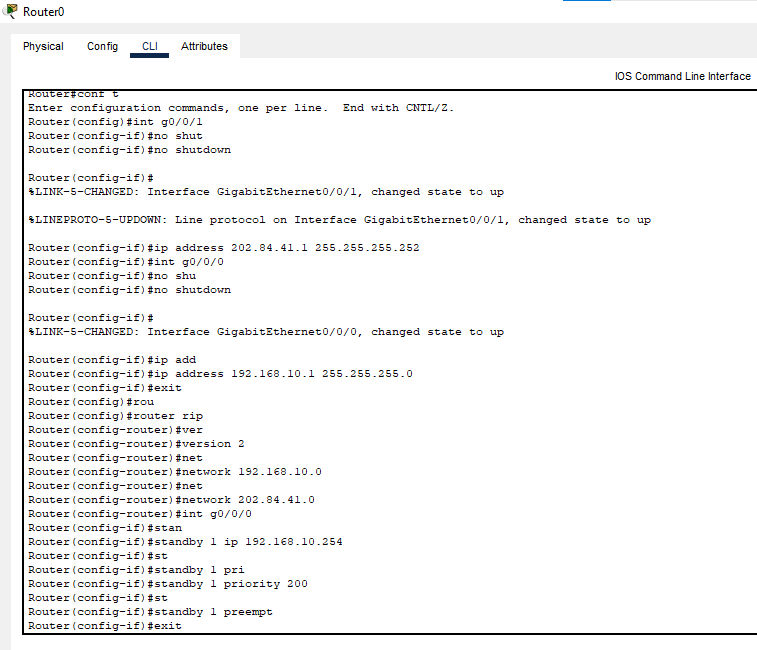 Router0
Physical Config CLI Attributes
IOS Command Line Interface
Router#conf t
Enter configuration commands, one per line.  End with CNTL/Z.
Router(config)#int g0/0/1
Router(config-if)#no shut
Router(config-if)#no shutdown
Router(config-if)#
%LINK-5-CHANGED: Interface GigabitEthernet0/0/1, changed state to up
%LINEPROTO-5-UPDOWN: Line protocol on Interface GigabitEthernet0/0/1, changed state to up
Router(config-if)#ip address 202.84.41.1 255.255.255.252
Router(config-if)#int g0/0/0
Router(config-if)#no shu
Router(config-if)#no shutdown
Router(config-if)#
%LINK-5-CHANGED: Interface GigabitEthernet0/0/0, changed state to up
Router(config-if)#ip add
Router(config-if)#ip address 192.168.10.1 255.255.255.0
Router(config-if)#exit
Router(config)#rou
Router(config)#router rip
Router(config-router)#ver
Router(config-router)#version 2
Router(config-router)#net
Router(config-router)#network 192.168.10.0
Router(config-router)#net
Router(config-router)#network 202.84.41.0
Router(config-router)#int g0/0/0
Router(config-if)#stan
Router(config-if)#standby 1 ip 192.168.10.254
Router(config-if)#st
Router(config-if)#standby 1 pri
Router(config-if)#standby 1 priority 200
Router(config-if)#st
Router(config-if)#standby 1 preempt
Router(config-if)#exit